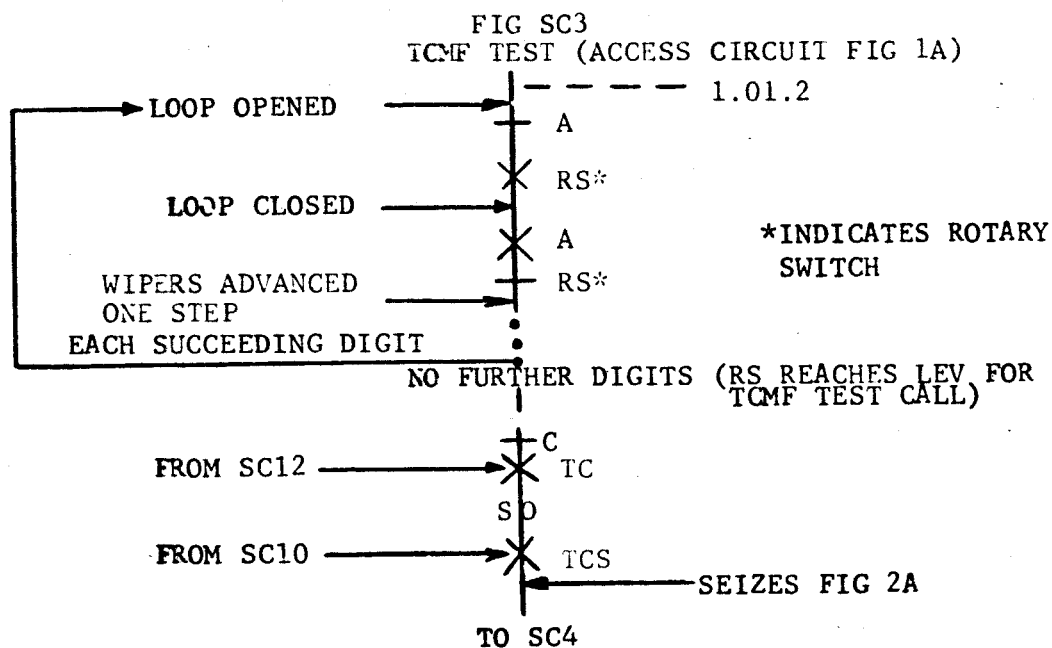 FIG SC3
TCMF TEST (ACCESS CIRCUIT FIG 1A)
1.01.2
LOOP OPENED
A
RS*
LOOP CLOSED
A
*INDICATES ROTARY
SWITCH
RS*
WIPERS ADVANCED
ONE STEP
EACH SUCCEEDING DIGIT
NO FURTHER DIGITS (RS REACHES LEV FOR
TCMF TEST CALL)
C
FROM SC12
TC
SO
FROM SC10
TCS
SEIZES FIG 2A
TO SC4